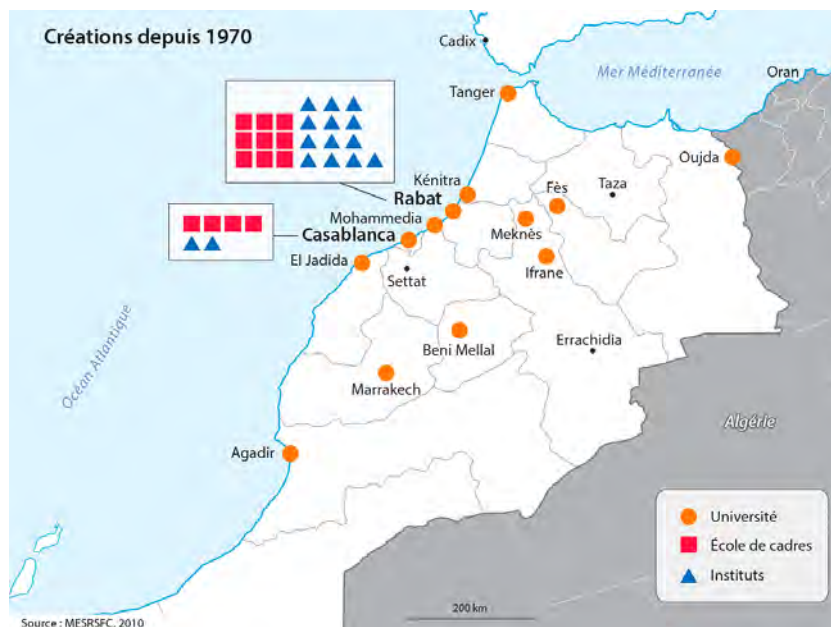 Créations depuis 1970
Cadix
Mer Méditerranée
Oran
Tanger
Oujda
Kénitra
Fès
Taza
Rabat
Mohammedia
Meknès
Casablanca
El Jadida
Ifrane
Settat
Océan Atlantique
Beni Mellal
Errachidia
Marrakech
Algérie
Agadir
Université
École de cadres
Instituts
200 km
Source : MESRSFC, 2010